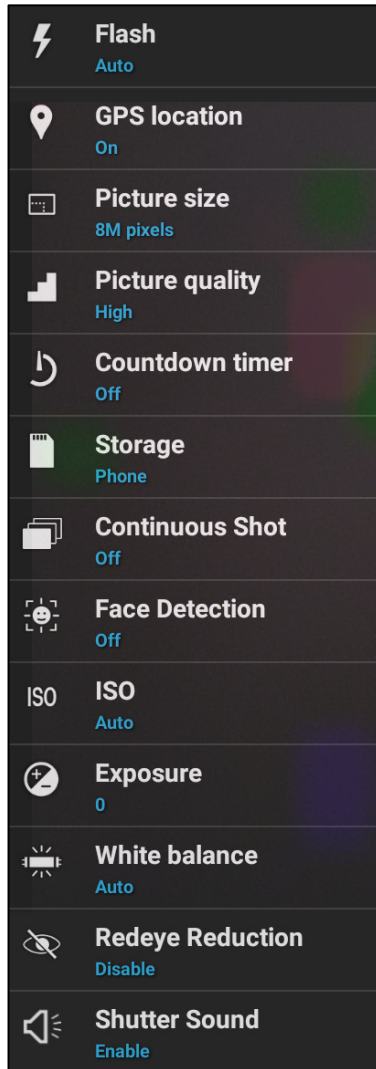 Flash
Auto
GPS location
On
Picture size
8M pixels
Picture quality
High
Countdown timer
Off
Storage
Phone
Continuous Shot
Off
Face Detection
Off
ISO ISO
Auto
Exposure
0
White balance
Auto
Redeye Reduction
Disable
Shutter Sound
Enable